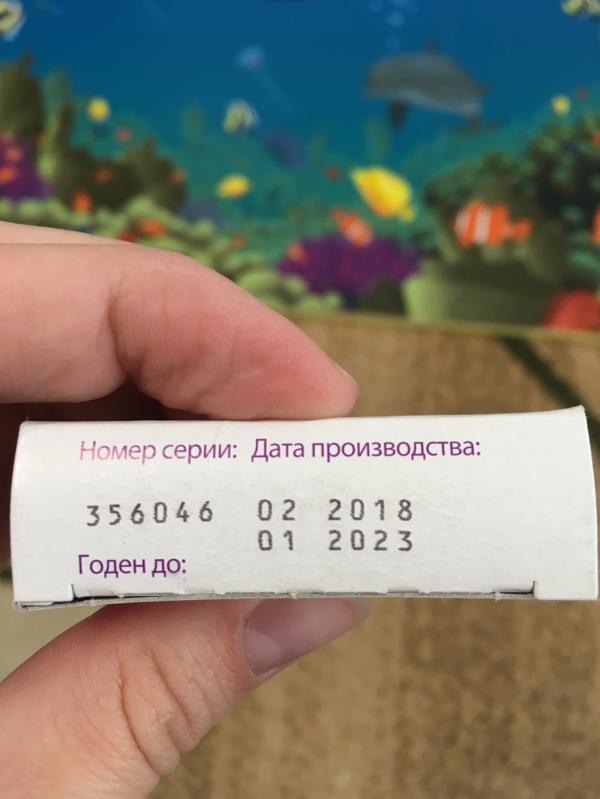 Номер серии: Дата производства:
356046 02 2018
01 2023
Годен до: